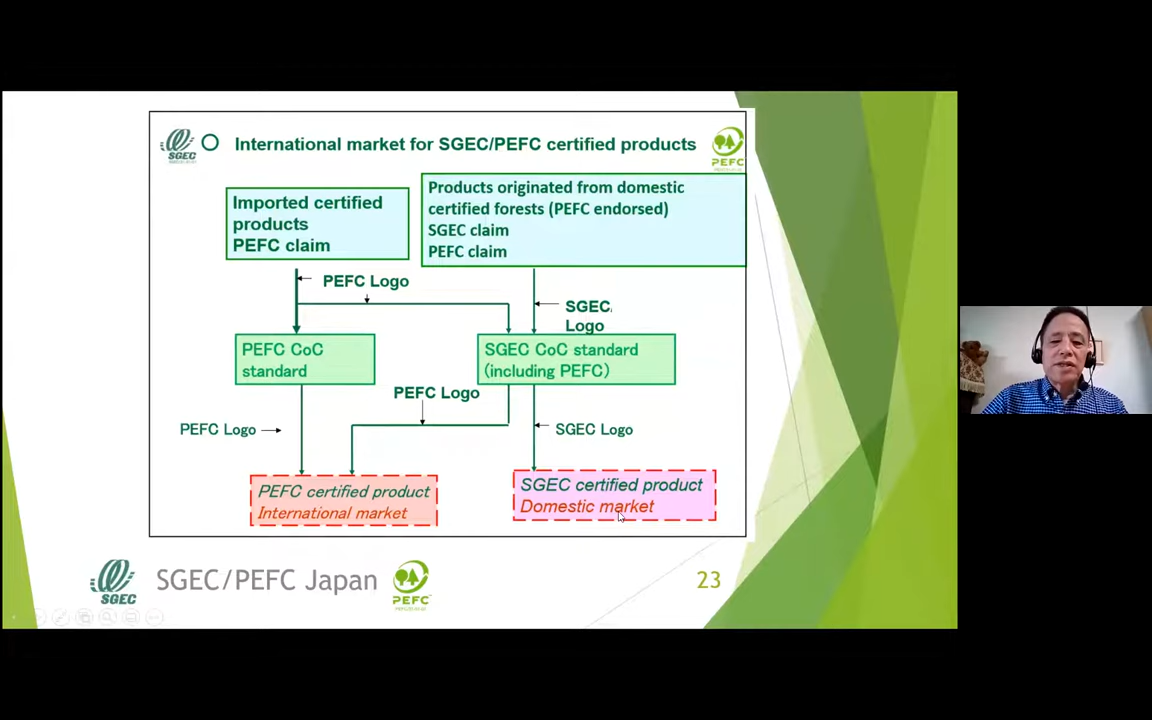 International market for SGEC/PEFC certified products
SGEC
PEFC
Imported certified
products
PEFC claim
Products originated from domestic
certified forests (PEFC endorsed)
SGEC claim
PEFC claim
PEFC Logo
SGEC
Logo
PEFC CoC
standard
SGEC CoC standard
(including PEFC)
PEFC Logo
PEFC Logo
SGEC Logo
PEFC certified product
International market
SGEC certified product
Domestic market
SGEC
SGEC/PEFC Japan
PEFC
23